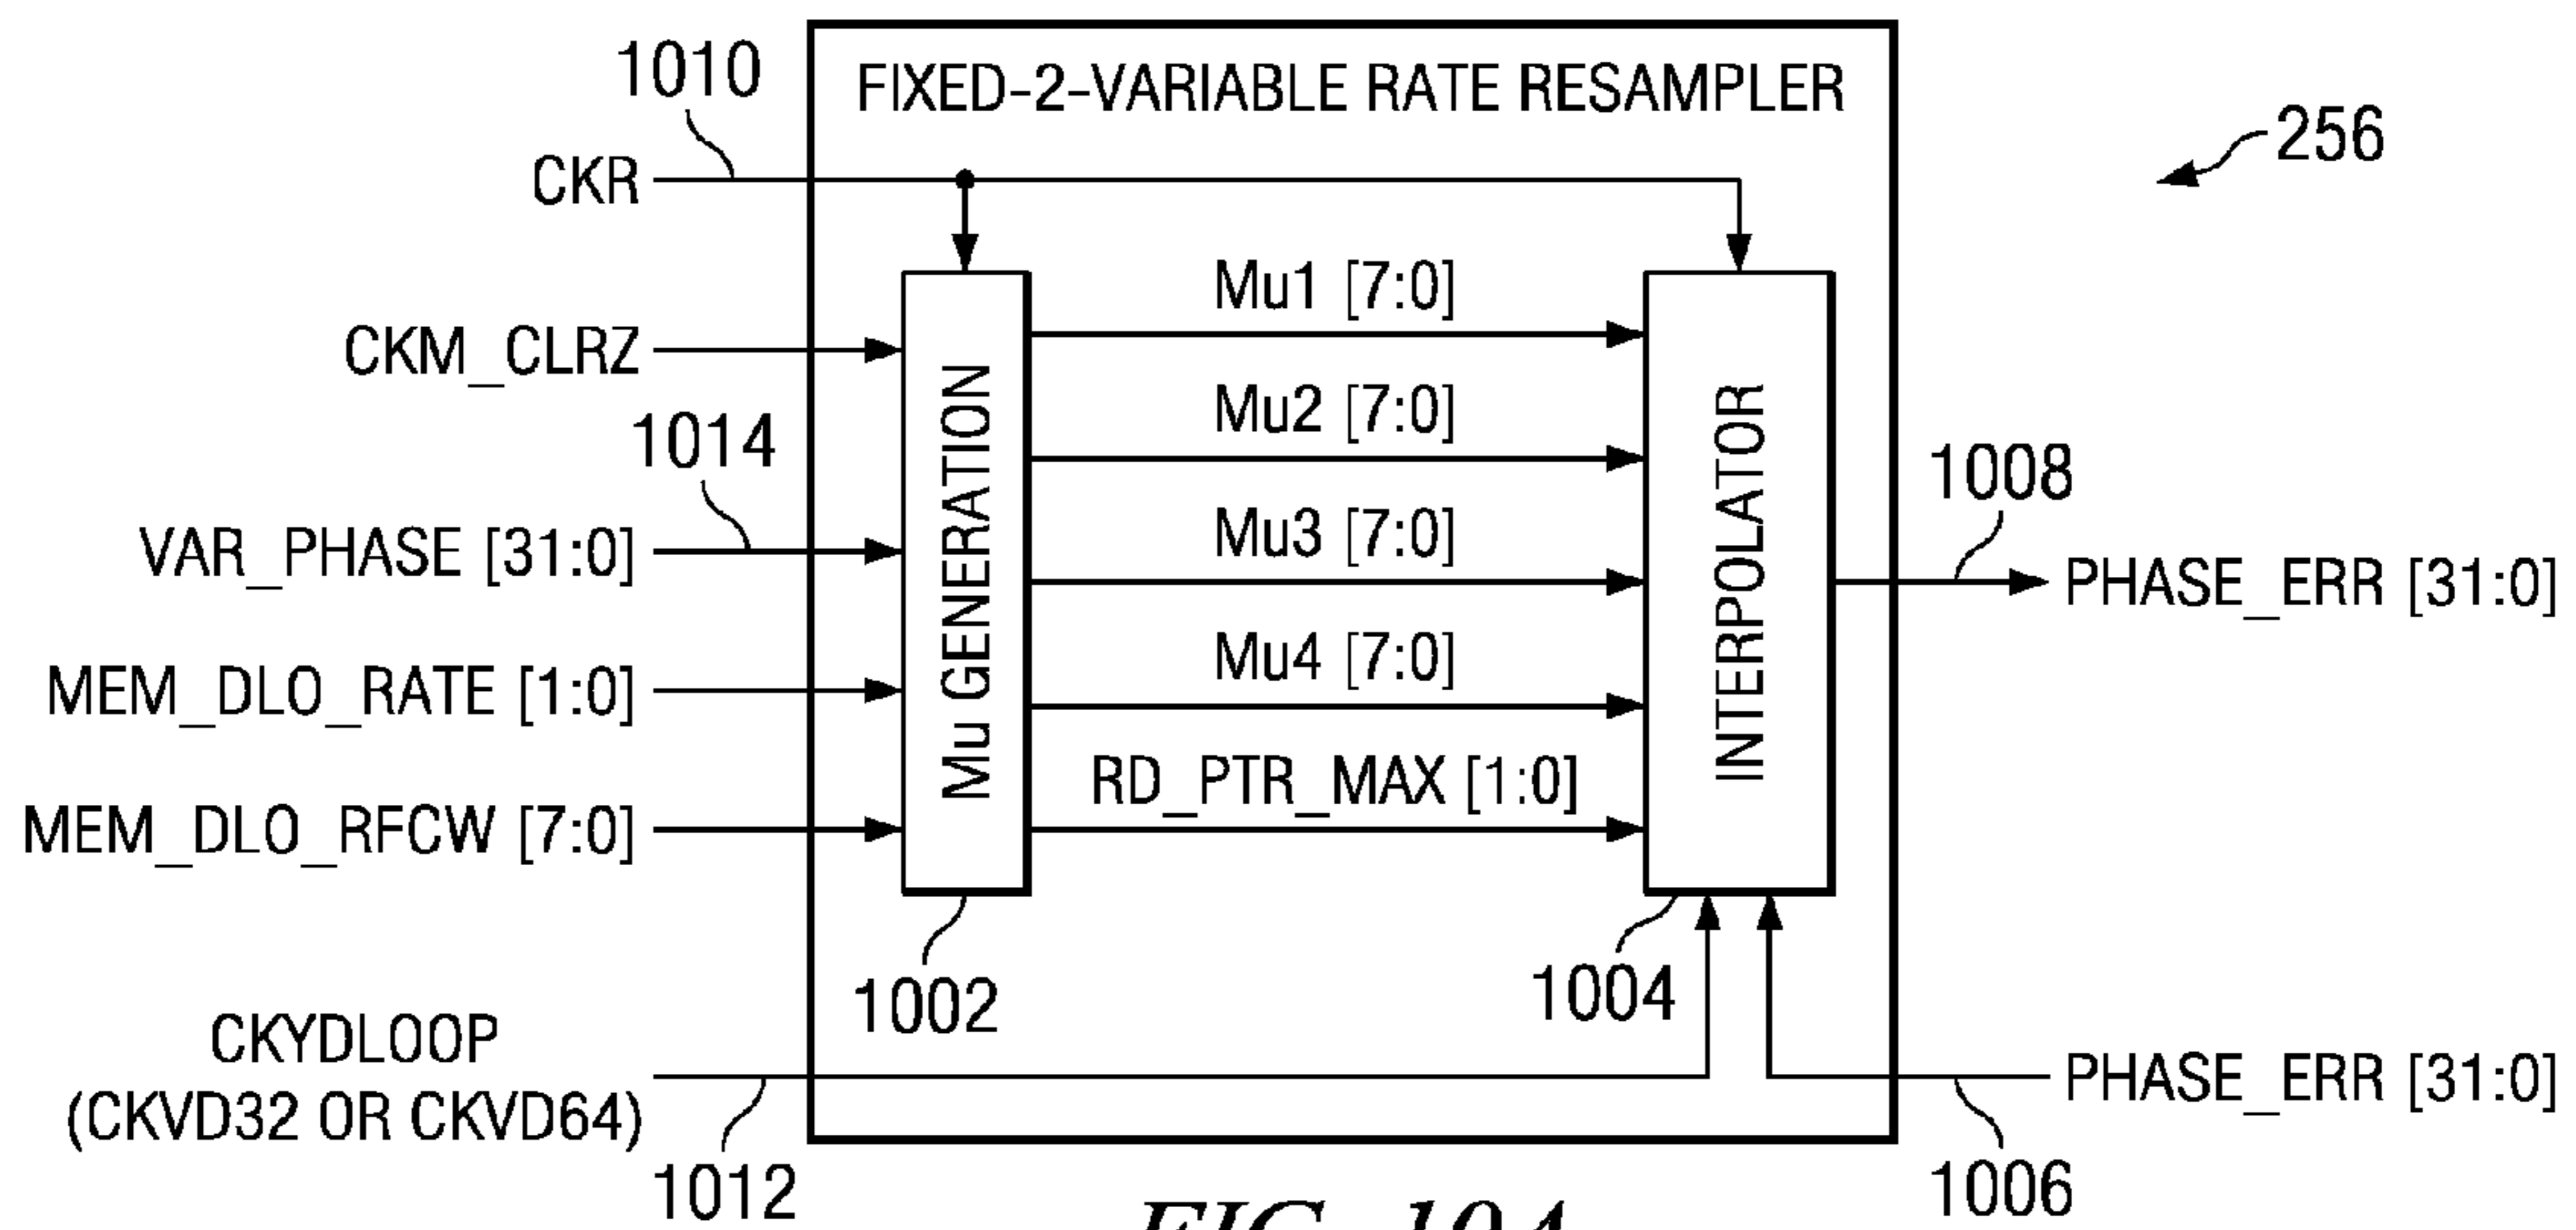 FIXED-2-VARIABLE RATE RESAMPLER
1010
256
CKR
Mu1 [7:0]
CKM_CLRZ
Mu2 [7:0]
1014
1008
Mu GENERATION
INTERPOLATOR
Mu3 [7:0]
VAR_PHASE [31:0]
PHASE_ERR [31:0]
Mu4 [7:0]
MEM_DLO_RATE [1:0]
RD_PTR_MAX [1:0]
MEM_DLO_RFCW [7:0]
1002
1004
CKYDLOOP
(CKVD32 OR CKVD64)
PHASE_ERR [31:0]
1012
1006
FIG. 10A